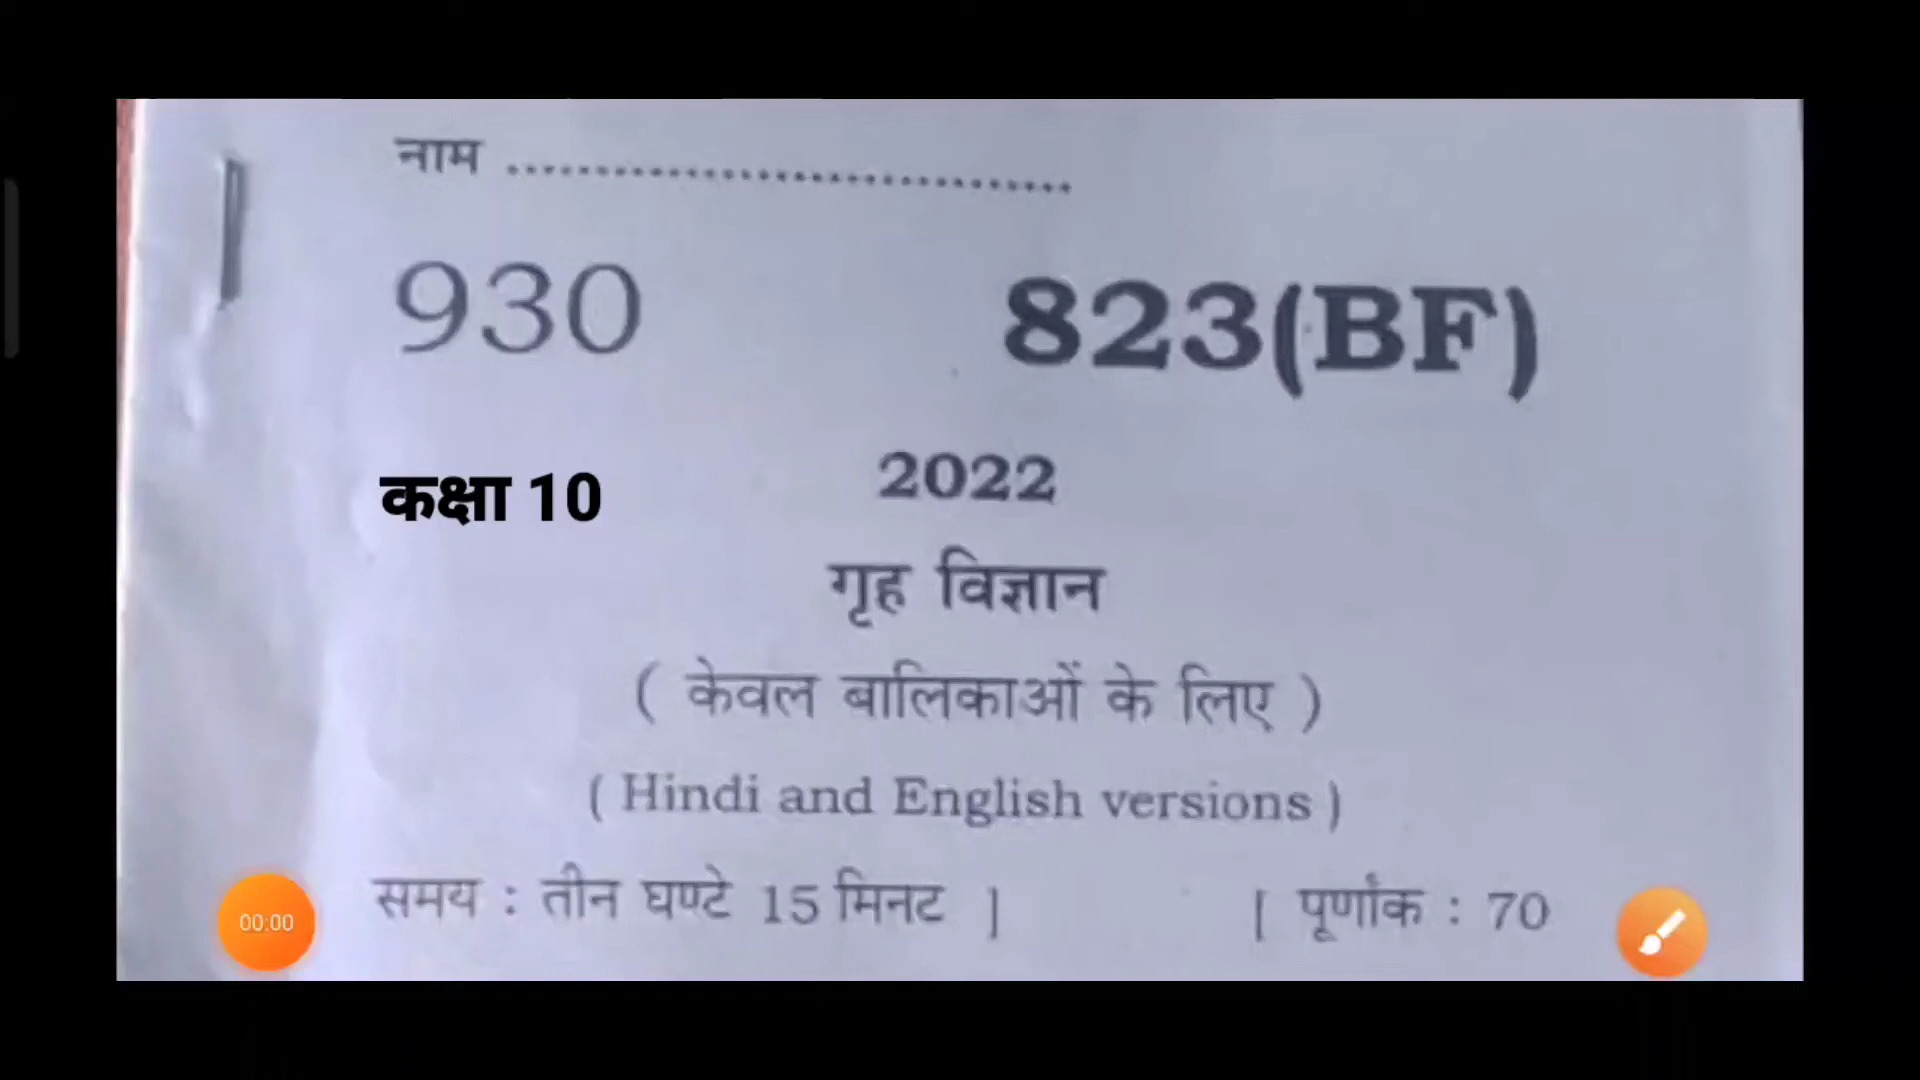 नाम ................................
930 823(BF)
कक्षा 10 2022
गृह विज्ञान
( केवल बालिकाओं के लिए )
( Hindi and English versions )
समय : तीन घण्टे 15 मिनट ] [ पूर्णांक : 70
00:00